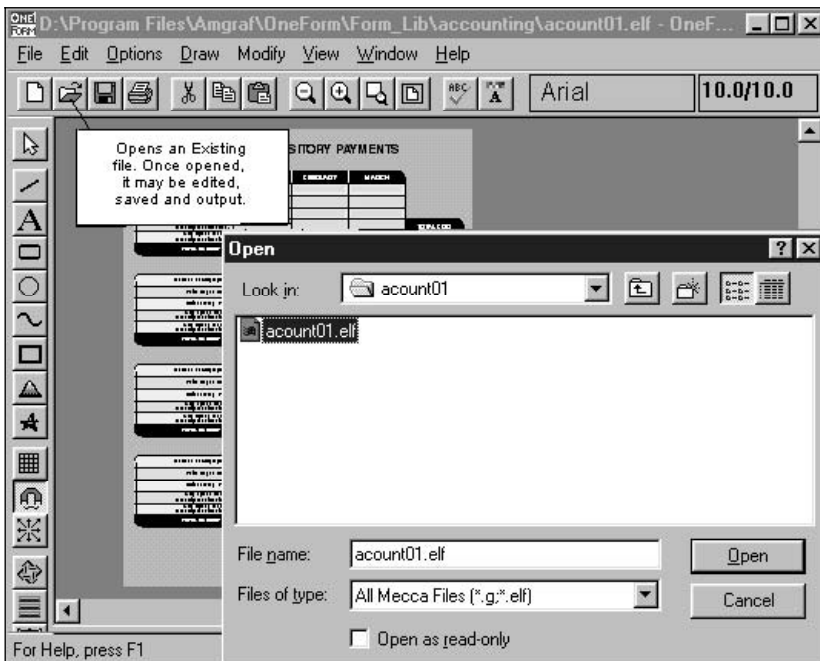 ONE FORM D:\Program Files\Amgraf\OneForm\Form_Lib\accounting\acount01.elf - OneF...
File Edit Options Draw Modify View Window Help
ABC A Arial 10.0/10.0
Opens an Existing
file. Once opened,
it may be edited,
saved and output.
SITORY PAYMENTS
MARCH
A
Open
Look in: acount01
acount01.elf
File name: acount01.elf Open
Files of type: All Mecca Files (*.g;*.elf) Cancel
Open as read-only
For Help, press F1